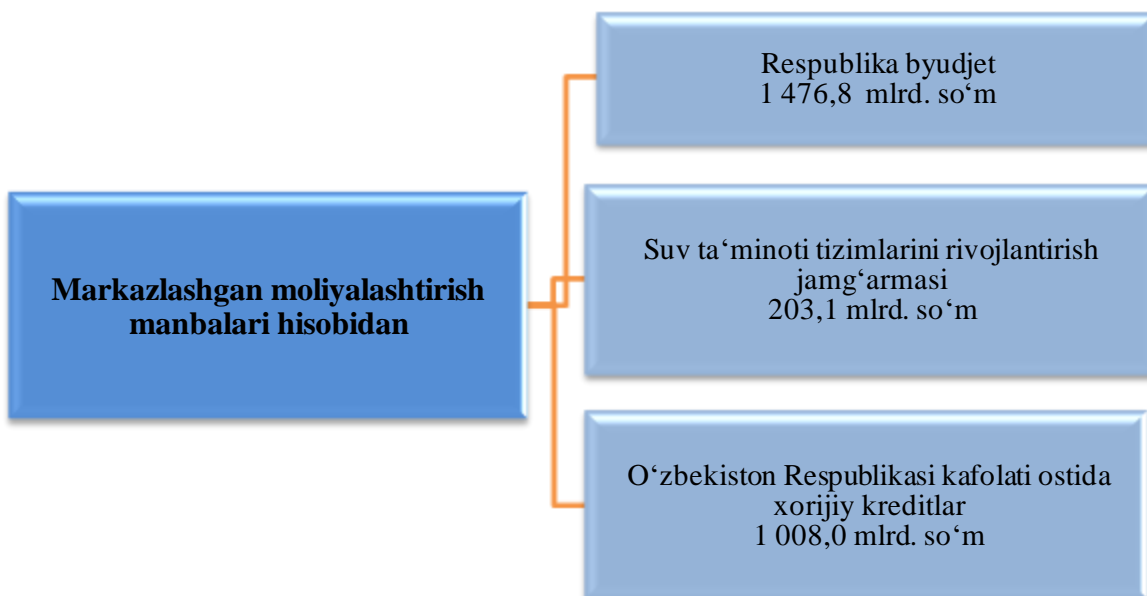 Markazlashgan moliyalashtirish
manbalari hisobidan
Respublika byudjet
1 476,8 mlrd. so‘m
Suv ta‘minoti tizimlarini rivojlantirish
jamg‘armasi
203,1 mlrd. so‘m
O‘zbekiston Respublikasi kafolati ostida
xorijiy kreditlar
1 008,0 mlrd. so‘m